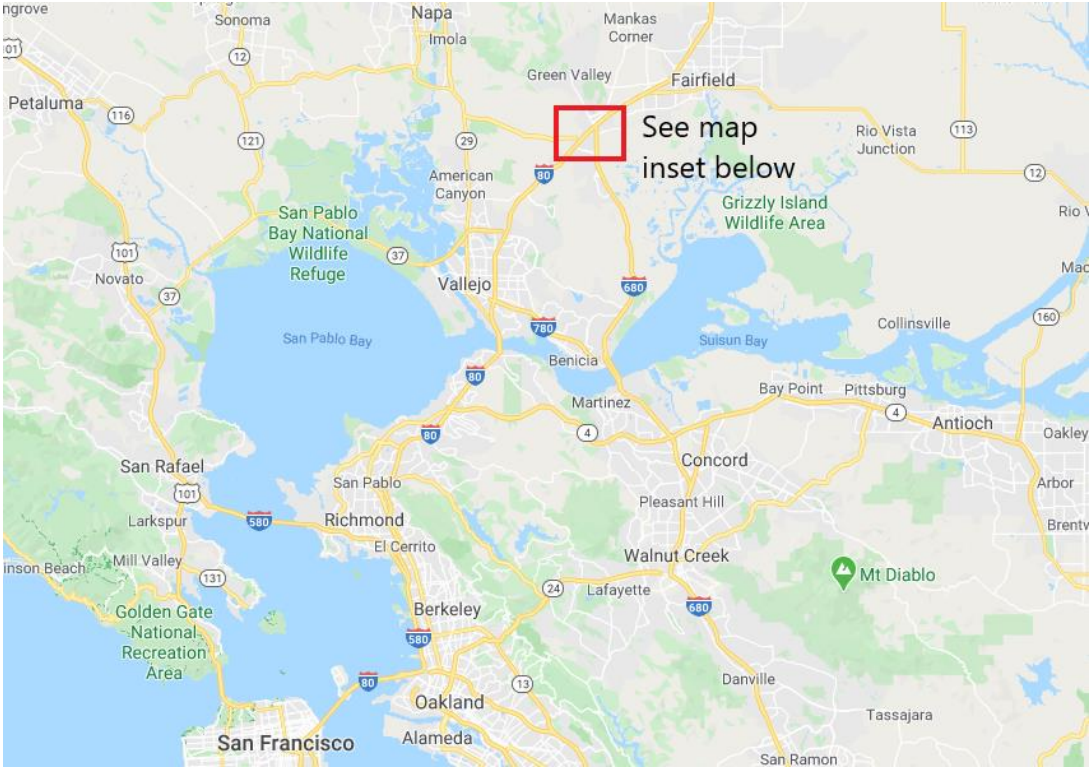 ngrove
Sonoma
Napa
Imola
Mankas
Corner
101
12
Green Valley
Fairfield
Petaluma
116
121
29
See map
inset below
Rio Vista
Junction
113
80
American
Canyon
12
San Pablo
Bay National
Wildlife
Refuge
Grizzly Island
Wildlife Area
Rio V
101
37
Novato
37
Vallejo
680
Mac
San Pablo Bay
780
Suisun Bay
Collinsville
160
Benicia
80
Martinez
Bay Point
Pittsburg
4
80
4
Antioch
Oakley
San Rafael
Concord
San Pablo
Arbor
101
Pleasant Hill
Larkspur
580
Richmond
Brentw
El Cerrito
Walnut Creek
inson Beach
Mill Valley
131
24
Lafayette
Mt Diablo
680
Golden Gate
National
Recreation
Area
Berkeley
580
80
13
Danville
Oakland
Tassajara
San Francisco
Alameda
San Ramon